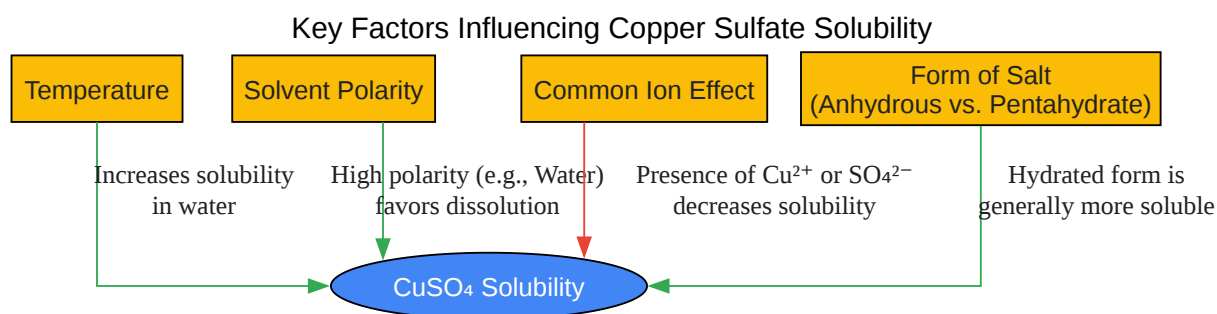 Key Factors Influencing Copper Sulfate Solubility
Temperature
Solvent Polarity
Common Ion Effect
Form of Salt
(Anhydrous vs. Pentahydrate)
Increases solubility
in water
High polarity (e.g., Water)
favors dissolution
Presence of Cu²⁺ or SO₄²⁻
decreases solubility
Hydrated form is
generally more soluble
CuSO₄ Solubility